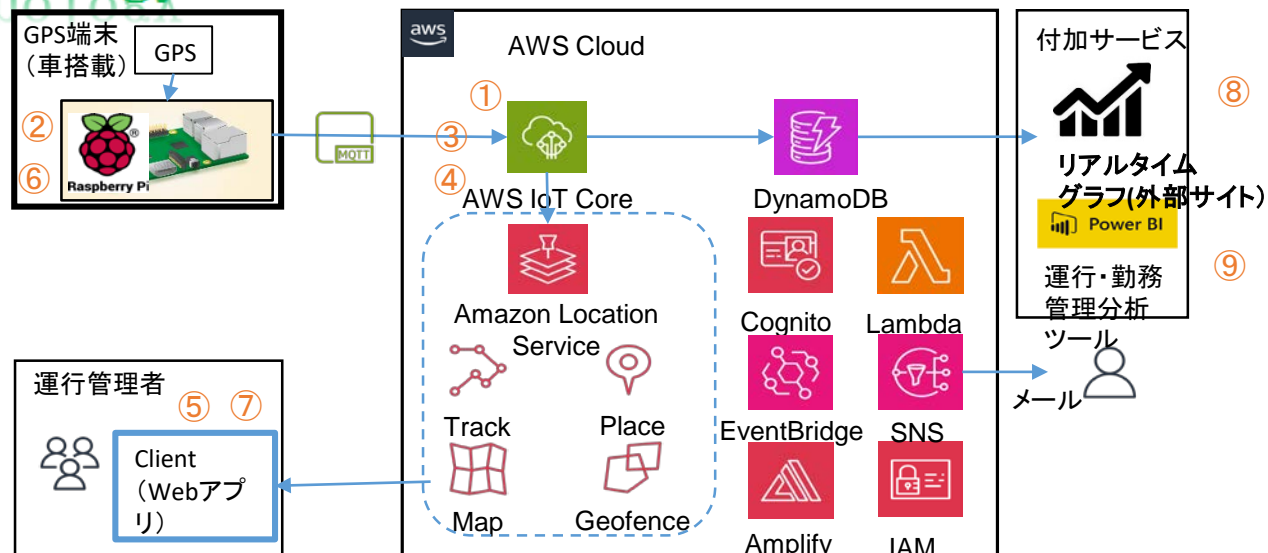 GPS端末
（車搭載）
GPS
②
⑥
Raspberry Pi
MQTT
aws
AWS Cloud
①
③
④
AWS IoT Core
DynamoDB
Amazon Location
Service
Track
Place
Map
Geofence
Cognito
Lambda
EventBridge
SNS
Amplify
IAM
付加サービス
⑧
リアルタイム
グラフ(外部サイト)
Power BI
⑨
運行・勤務
管理分析
ツール
メール
運行管理者
⑤ ⑦
Client
（Webアプ
リ）